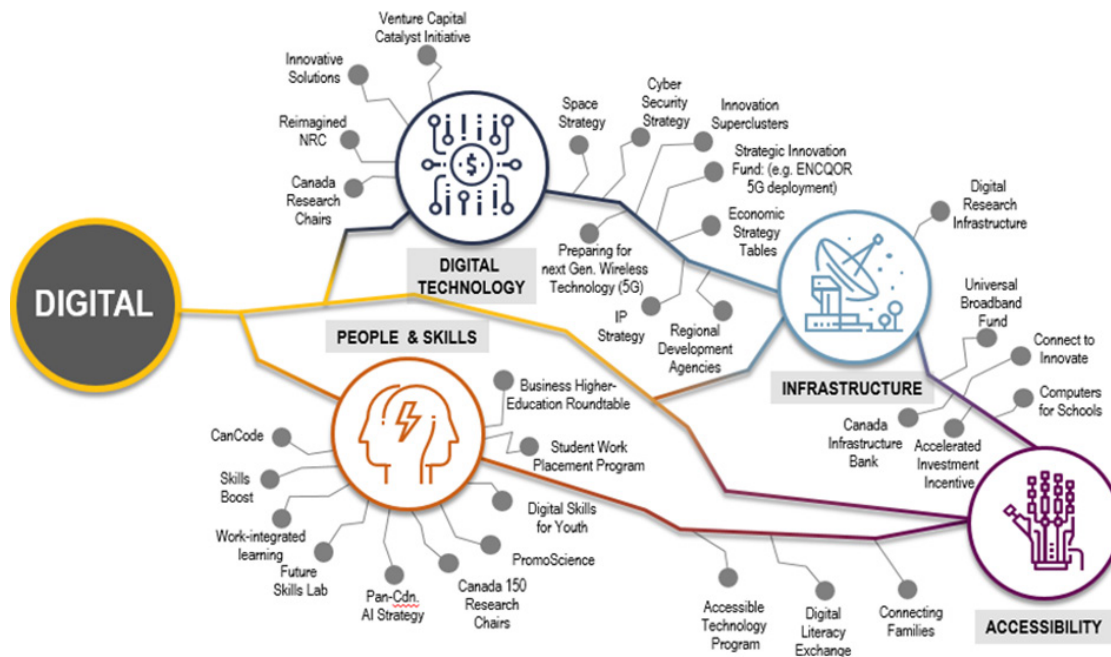 Venture Capital
Catalyst Initiative
Innovative
Solutions
Reimagined
NRC
Canada
Research
Chairs
DIGITAL
TECHNOLOGY
Space
Strategy
Cyber
Security
Strategy
Innovation
Superclusters
Strategic Innovation
Fund: (e.g. ENCQOR
5G deployment)
Economic
Strategy
Tables
Preparing for
next Gen. Wireless
Technology (5G)
IP
Strategy
Regional
Development
Agencies
Digital
Research
Infrastructure
INFRASTRUCTURE
Universal
Broadband
Fund
Connect to
Innovate
Computers
for Schools
Canada
Infrastructure
Bank
Accelerated
Investment
Incentive
DIGITAL
PEOPLE & SKILLS
Business Higher-
Education Roundtable
Student Work
Placement Program
CanCode
Skills
Boost
Work-integrated
learning
Future
Skills Lab
Pan-Cdn.
AI Strategy
Canada 150
Research
Chairs
PromoScience
Digital Skills
for Youth
Accessible
Technology
Program
Digital
Literacy
Exchange
Connecting
Families
ACCESSIBILITY